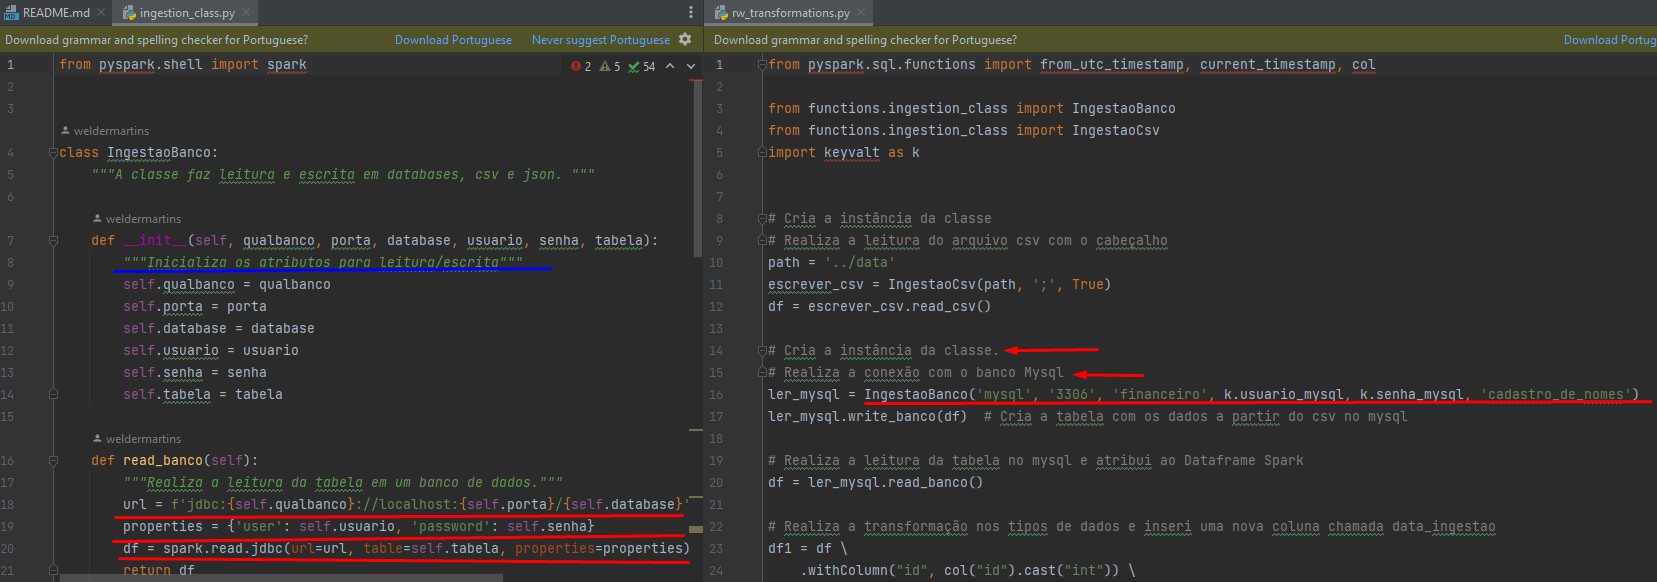 README.md
ingestion_class.py
Download grammar and spelling checker for Portuguese? Download Portuguese Never suggest Portuguese
1 from pyspark.shell import spark
2 5 54
2
3
weldermartins
4 class IngestaoBanco:
5 """A classe faz leitura e escrita em databases, csv e json. """
6
weldermartins
7 def __init__(self, qualbanco, porta, database, usuario, senha, tabela):
8 """Inicializa os atributos para leitura/escrita"""
9 self.qualbanco = qualbanco
10 self.porta = porta
11 self.database = database
12 self.usuario = usuario
13 self.senha = senha
14 self.tabela = tabela
15
weldermartins
16 def read_banco(self):
17 """Realiza a leitura da tabela em um banco de dados."""
18 url = f'jdbc:{self.qualbanco}://localhost:{self.porta}/{self.database}'
19 properties = {'user': self.usuario, 'password': self.senha}
20 df = spark.read.jdbc(url=url, table=self.tabela, properties=properties)
21 return df
rw_transformations.py
Download grammar and spelling checker for Portuguese? Download Portug
1 from pyspark.sql.functions import from_utc_timestamp, current_timestamp, col
2
3 from functions.ingestion_class import IngestaoBanco
4 from functions.ingestion_class import IngestaoCsv
5 import keyvalt as k
6
7
8 # Cria a instância da classe
9 # Realiza a leitura do arquivo csv com o cabeçalho
10 path = '../data'
11 escrever_csv = IngestaoCsv(path, ';', True)
12 df = escrever_csv.read_csv()
13
14 # Cria a instância da classe.
15 # Realiza a conexão com o banco Mysql
16 ler_mysql = IngestaoBanco('mysql', '3306', 'financeiro', k.usuario_mysql, k.senha_mysql, 'cadastro_de_nomes')
17 ler_mysql.write_banco(df) # Cria a tabela com os dados a partir do csv no mysql
18
19 # Realiza a leitura da tabela no mysql e atribui ao Dataframe Spark
20 df = ler_mysql.read_banco()
21
22 # Realiza a transformação nos tipos de dados e inseri uma nova coluna chamada data_ingestao
23 df1 = df \
24 .withColumn("id", col("id").cast("int")) \